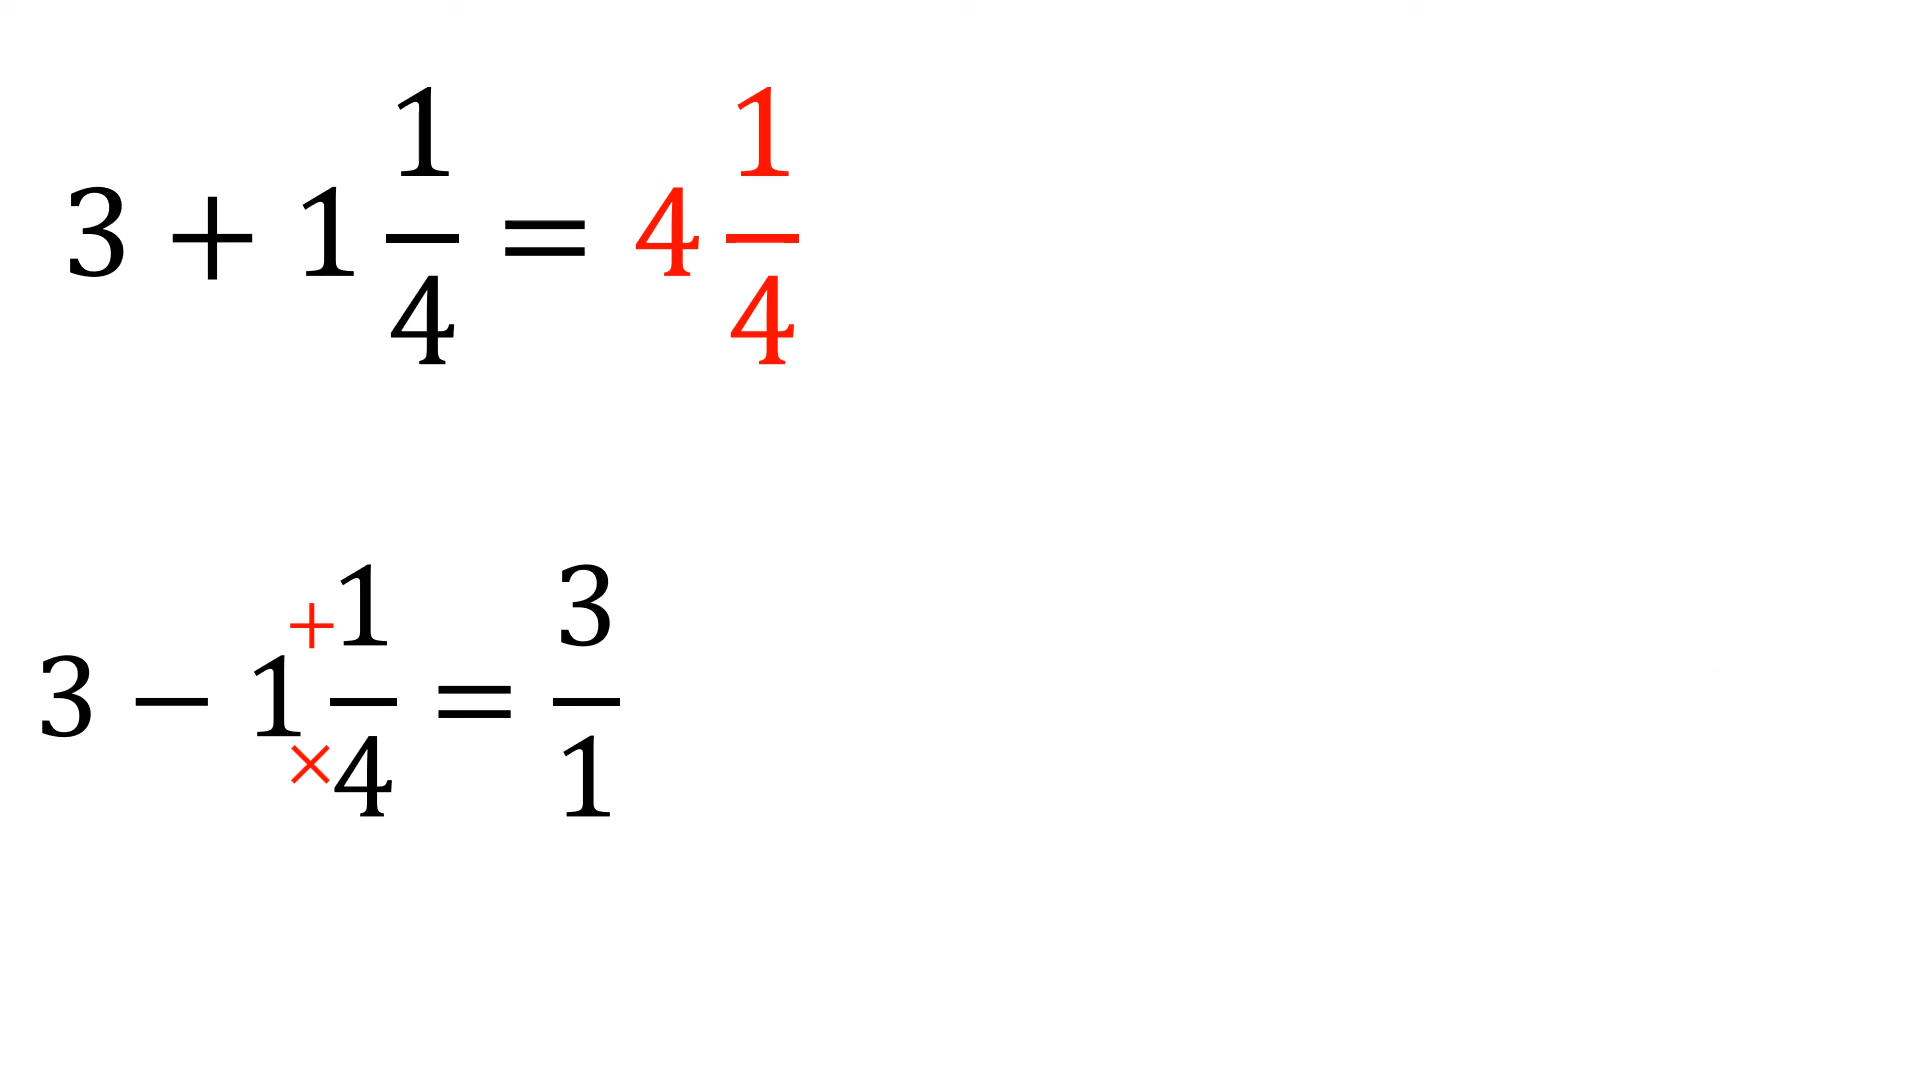 3 + 1 1/4 = 4 1/4
3 − 1 + 1/× 4 = 3/1